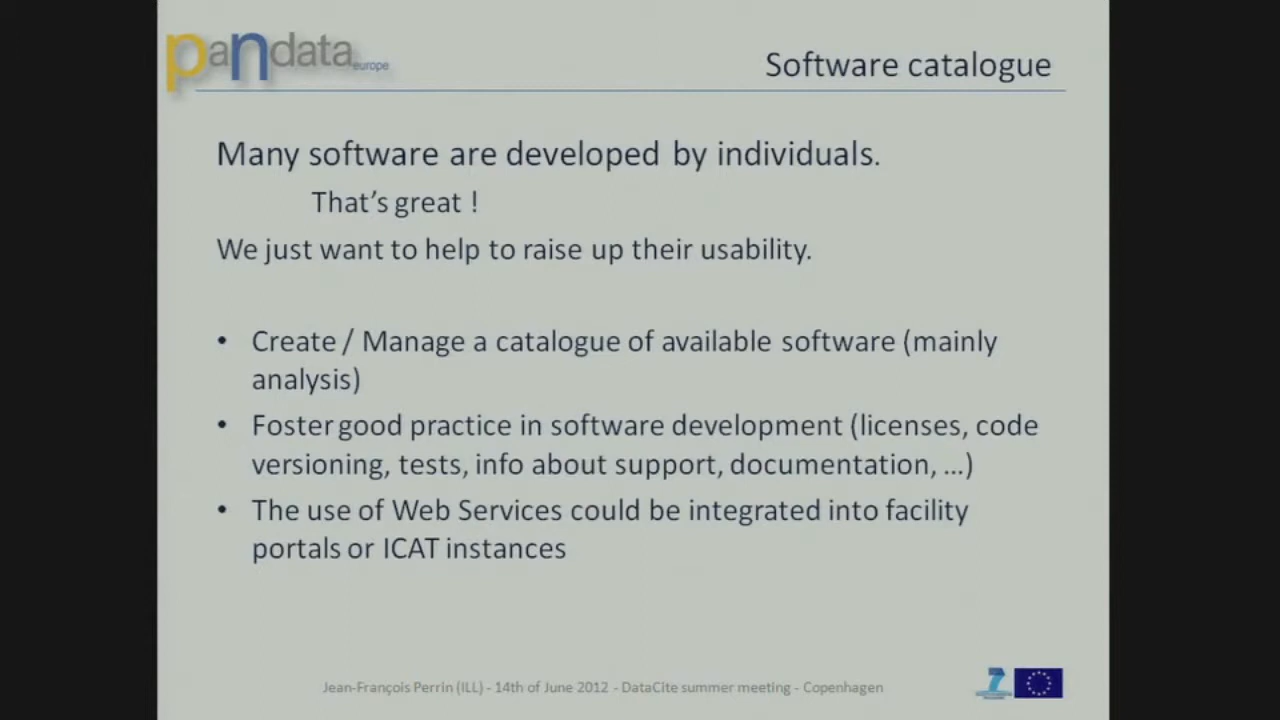 pandata europe
Software catalogue
Many software are developed by individuals.
That's great !
We just want to help to raise up their usability.
• Create / Manage a catalogue of available software (mainly
analysis)
• Foster good practice in software development (licenses, code
versioning, tests, info about support, documentation, ...)
• The use of Web Services could be integrated into facility
portals or ICAT instances
Jean-François Perrin (ILL) - 14th of June 2012 - DataCite summer meeting - Copenhagen